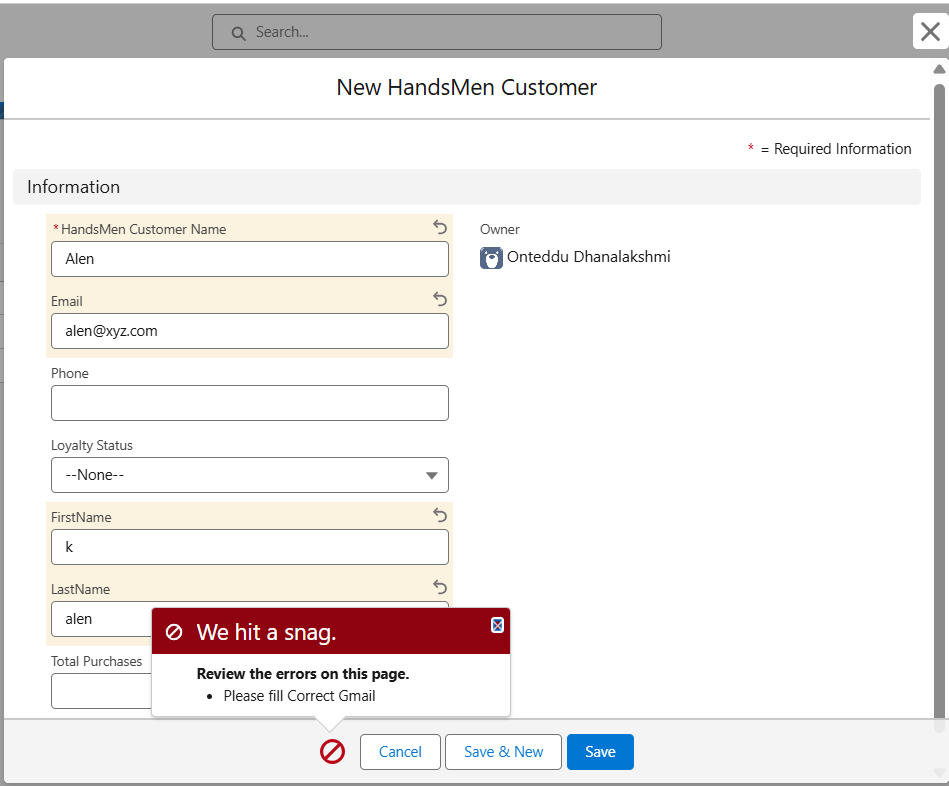 Search...
New HandsMen Customer
* = Required Information
Information
*HandsMen Customer Name
Alen
Owner
Onteddu Dhanalakshmi
Email
alen@xyz.com
Phone
Loyalty Status
--None--
FirstName
k
LastName
alen
We hit a snag.
Review the errors on this page.
• Please fill Correct Gmail
Total Purchases
Cancel
Save & New
Save